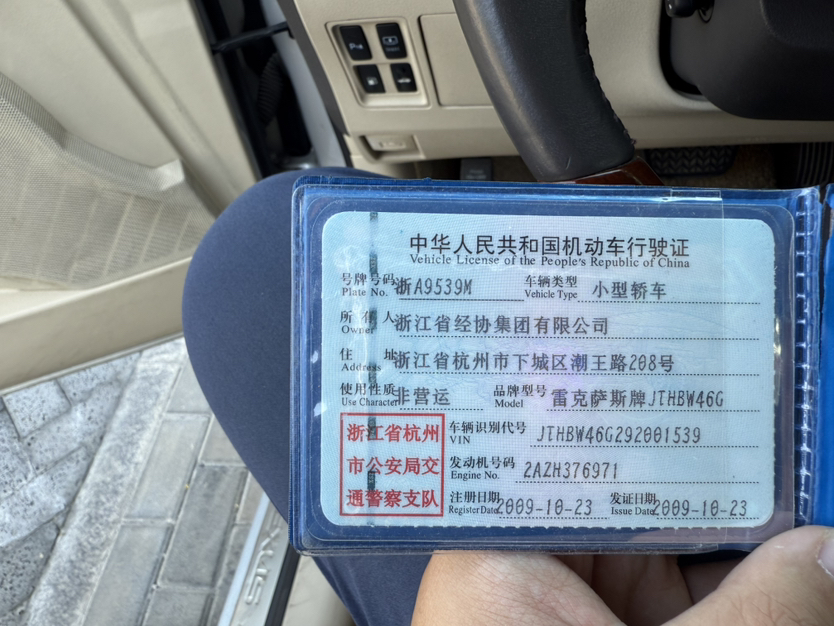 中华人民共和国机动车行驶证
Vehicle License of the People's Republic of China
号牌号码 浙A9539M 车辆类型 小型轿车
Plate No. Vehicle Type
所有人 浙江省经协集团有限公司
Owner
住址 浙江省杭州市下城区潮王路208号
Address
使用性质 非营运 品牌型号 雷克萨斯牌JTHBW46G
Use Character Model
浙江省杭州
市公安局交
通警察支队
车辆识别代号 JTHBW46G292001539
VIN
发动机号码 2AZH376971
Engine No.
注册日期 2009-10-23 发证日期 2009-10-23
Register Date Issue Date